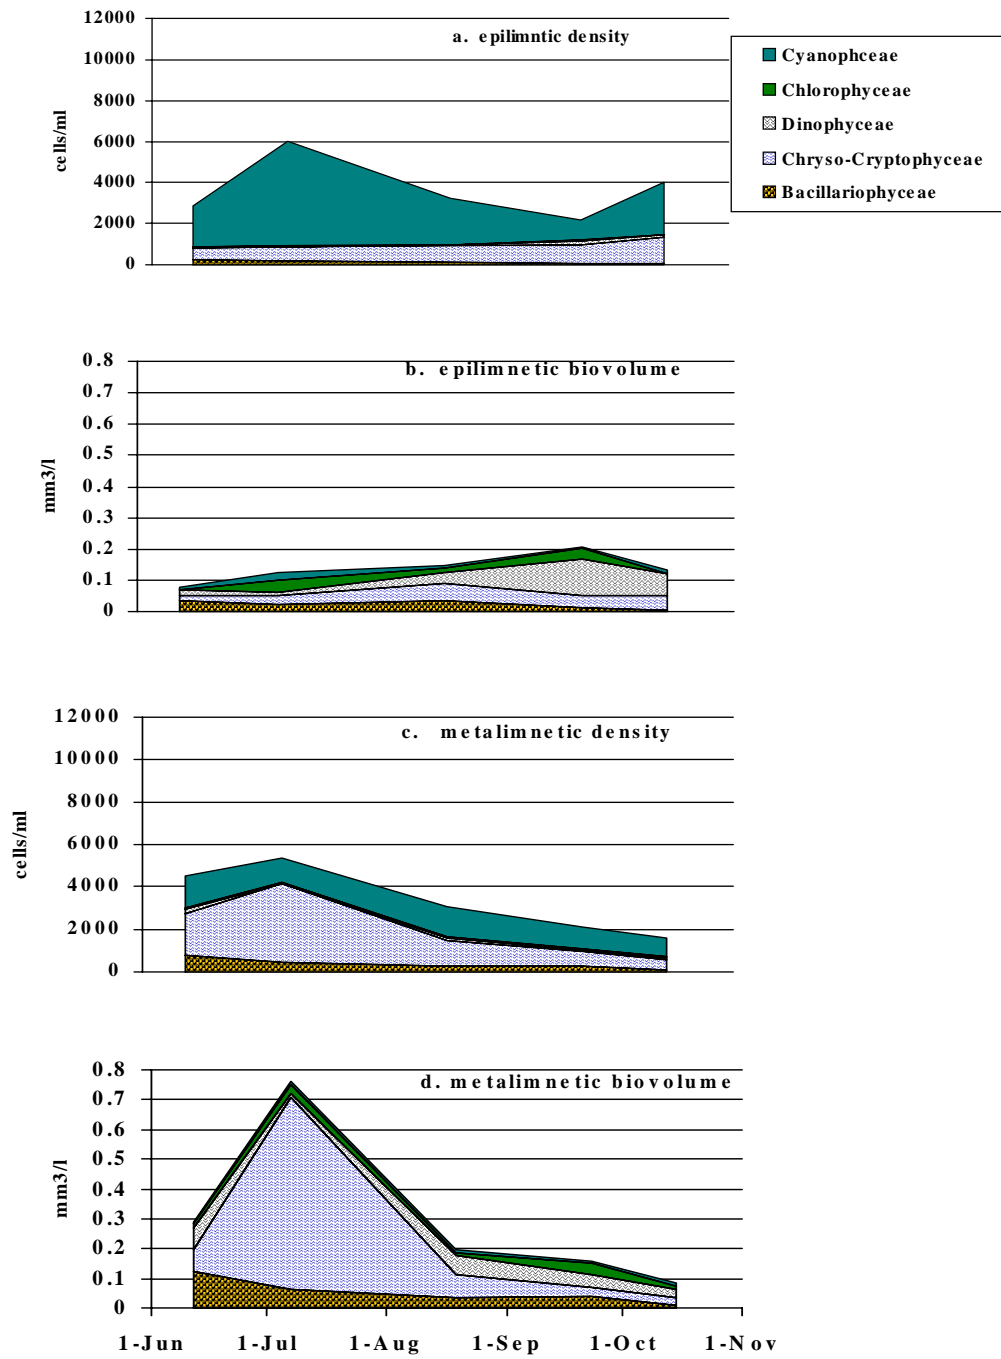 a. epilimntic density
12000
10000
8000
6000
4000
2000
0
cells/ml
Cyanophceae
Chlorophyceae
Dinophyceae
Chryso-Cryptophyceae
Bacillariophyceae
b. epilimnetic biovolume
0.8
0.7
0.6
0.5
0.4
0.3
0.2
0.1
0
mm3/l
c. metalimnetic density
12000
10000
8000
6000
4000
2000
0
cells/ml
d. metalimnetic biovolume
0.8
0.7
0.6
0.5
0.4
0.3
0.2
0.1
0
mm3/l
1-Jun 1-Jul 1-Aug 1-Sep 1-Oct 1-Nov